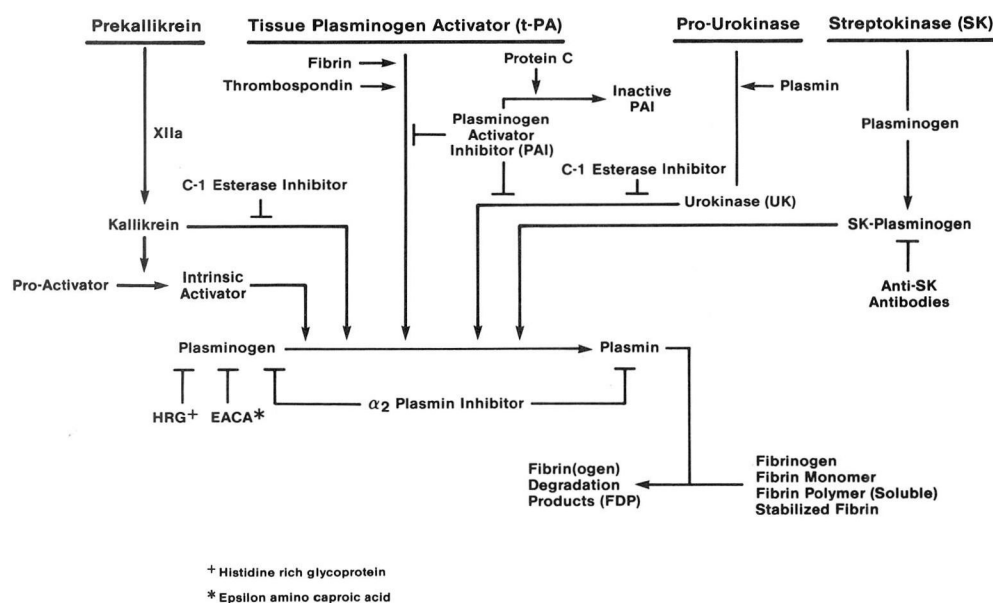 Prekallikrein
Tissue Plasminogen Activator (t-PA)
Pro-Urokinase
Streptokinase (SK)
Fibrin
Thrombospondin
Protein C
Inactive
PAI
Plasmin
Plasminogen
Activator
Inhibitor (PAI)
Plasminogen
XIIa
C-1 Esterase Inhibitor
C-1 Esterase Inhibitor
Urokinase (UK)
Kallikrein
SK-Plasminogen
Pro-Activator
Intrinsic
Activator
Anti-SK
Antibodies
Plasminogen
Plasmin
HRG+
EACA*
α2 Plasmin Inhibitor
Fibrin(ogen)
Degradation
Products (FDP)
Fibrinogen
Fibrin Monomer
Fibrin Polymer (Soluble)
Stabilized Fibrin
+ Histidine rich glycoprotein
* Epsilon amino caproic acid